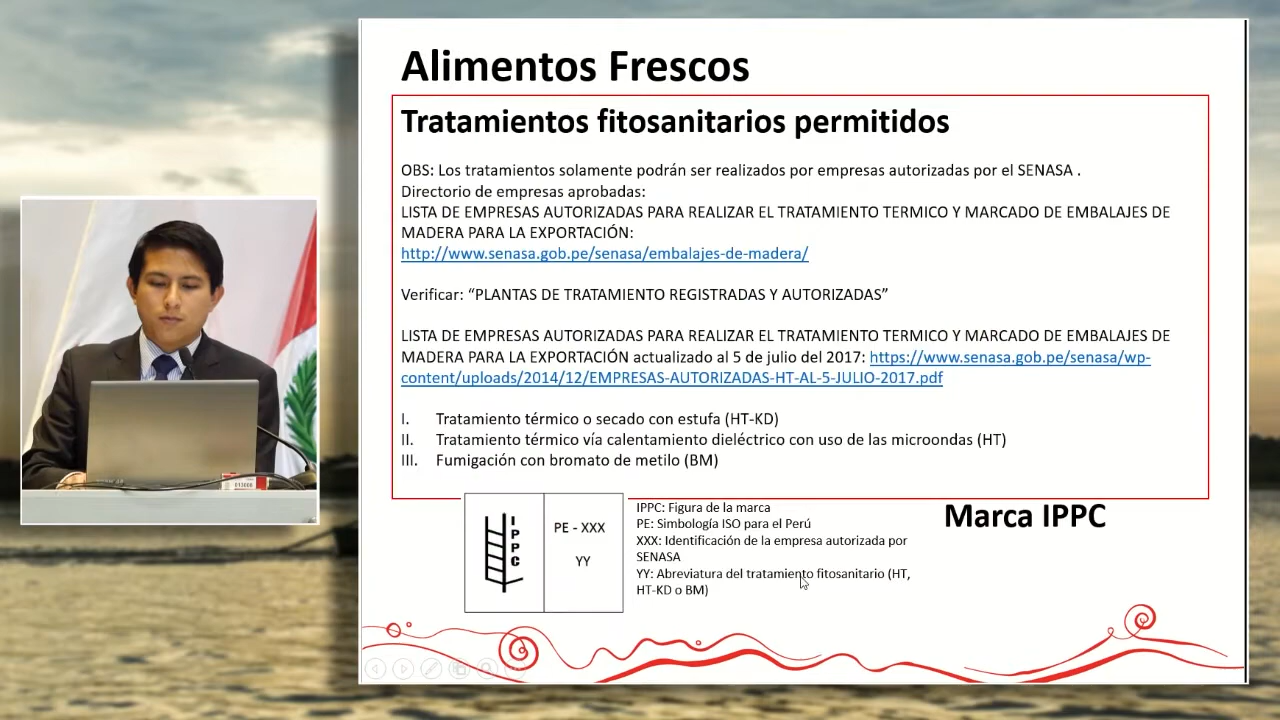 Alimentos Frescos
Tratamientos fitosanitarios permitidos
OBS: Los tratamientos solamente podrán ser realizados por empresas autorizadas por el SENASA .
Directorio de empresas aprobadas:
LISTA DE EMPRESAS AUTORIZADAS PARA REALIZAR EL TRATAMIENTO TERMICO Y MARCADO DE EMBALAJES DE
MADERA PARA LA EXPORTACIÓN:
http://www.senasa.gob.pe/senasa/embalajes-de-madera/
Verificar: “PLANTAS DE TRATAMIENTO REGISTRADAS Y AUTORIZADAS”
LISTA DE EMPRESAS AUTORIZADAS PARA REALIZAR EL TRATAMIENTO TERMICO Y MARCADO DE EMBALAJES DE
MADERA PARA LA EXPORTACIÓN actualizado al 5 de julio del 2017: https://www.senasa.gob.pe/senasa/wp-
content/uploads/2014/12/EMPRESAS-AUTORIZADAS-HT-AL-5-JULIO-2017.pdf
I. Tratamiento térmico o secado con estufa (HT-KD)
II. Tratamiento térmico vía calentamiento dieléctrico con uso de las microondas (HT)
III. Fumigación con bromato de metilo (BM)
IPPC
PE - XXX
YY
IPPC: Figura de la marca
PE: Simbología ISO para el Perú
XXX: Identificación de la empresa autorizada por
SENASA
YY: Abreviatura del tratamiento fitosanitario (HT,
HT-KD o BM)
Marca IPPC